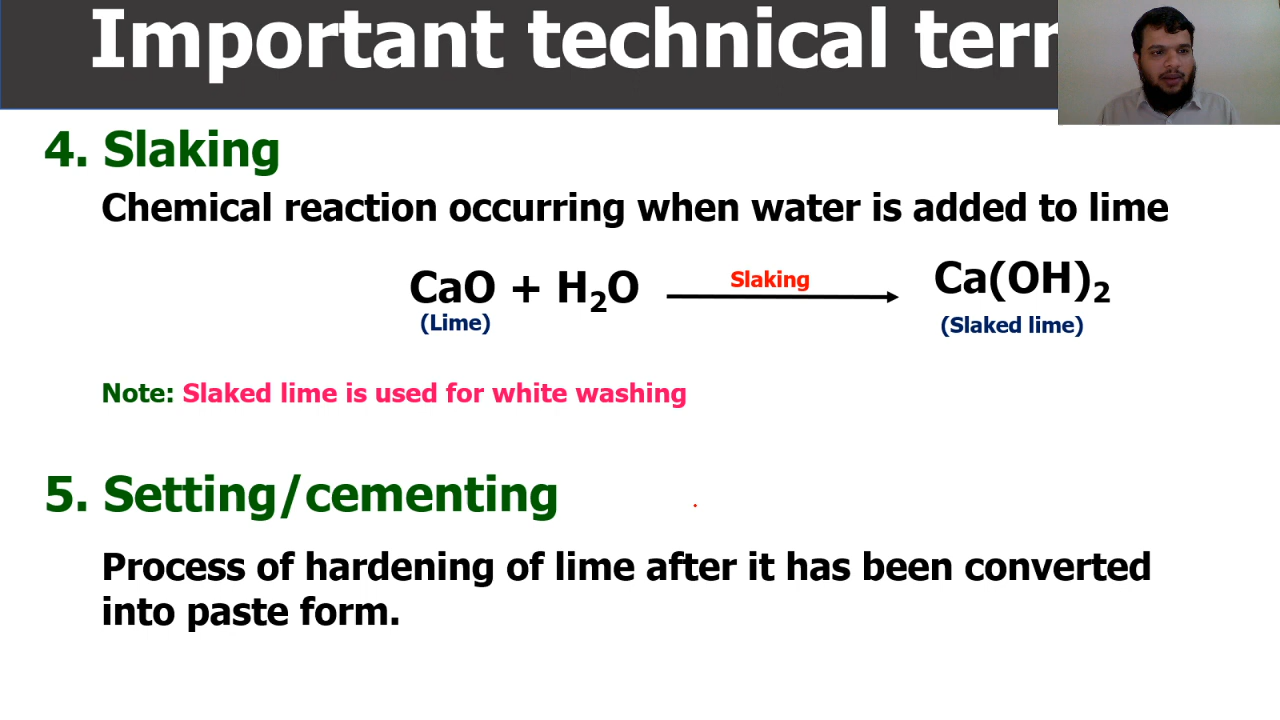 Important technical ter
4. Slaking
Chemical reaction occurring when water is added to lime
CaO + H₂O Slaking Ca(OH)₂
(Lime) (Slaked lime)
Note: Slaked lime is used for white washing
5. Setting/cementing
Process of hardening of lime after it has been converted
into paste form.